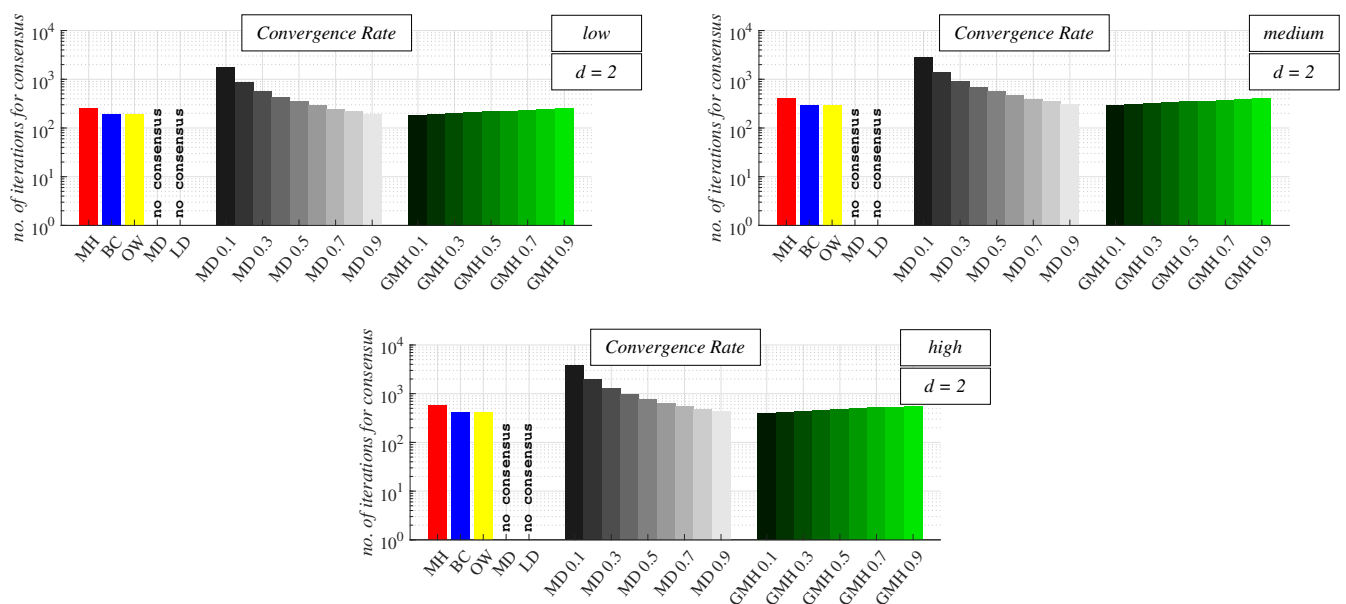 Convergence Rate
low
d = 2
no. of iterations for consensus
10^4
10^3
10^2
10^1
10^0
no consensus
no consensus
MH
BC
OW
MD
LD
MD 0.1
MD 0.3
MD 0.5
MD 0.7
MD 0.9
GMH 0.1
GMH 0.3
GMH 0.5
GMH 0.7
GMH 0.9
Convergence Rate
medium
d = 2
no. of iterations for consensus
10^4
10^3
10^2
10^1
10^0
no consensus
no consensus
MH
BC
OW
MD
LD
MD 0.1
MD 0.3
MD 0.5
MD 0.7
MD 0.9
GMH 0.1
GMH 0.3
GMH 0.5
GMH 0.7
GMH 0.9
Convergence Rate
high
d = 2
no. of iterations for consensus
10^4
10^3
10^2
10^1
10^0
no consensus
no consensus
MH
BC
OW
MD
LD
MD 0.1
MD 0.3
MD 0.5
MD 0.7
MD 0.9
GMH 0.1
GMH 0.3
GMH 0.5
GMH 0.7
GMH 0.9